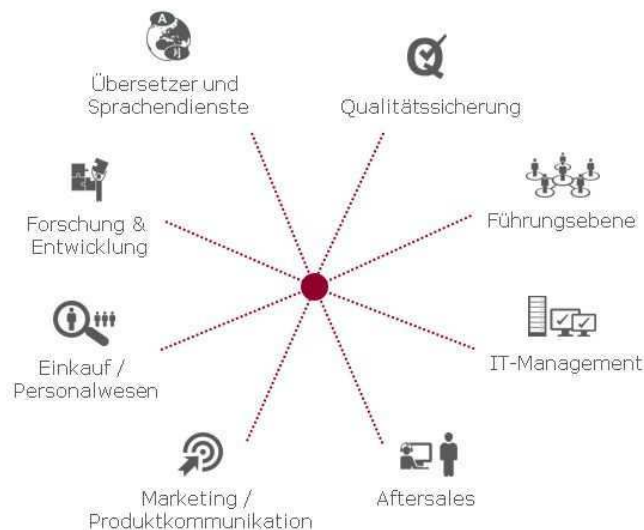 A
Übersetzer und
Sprachendienste
Q
Qualitätssicherung
Forschung &
Entwicklung
Führungsebene
Einkauf /
Personalwesen
IT-Management
Marketing /
Produktkommunikation
Aftersales